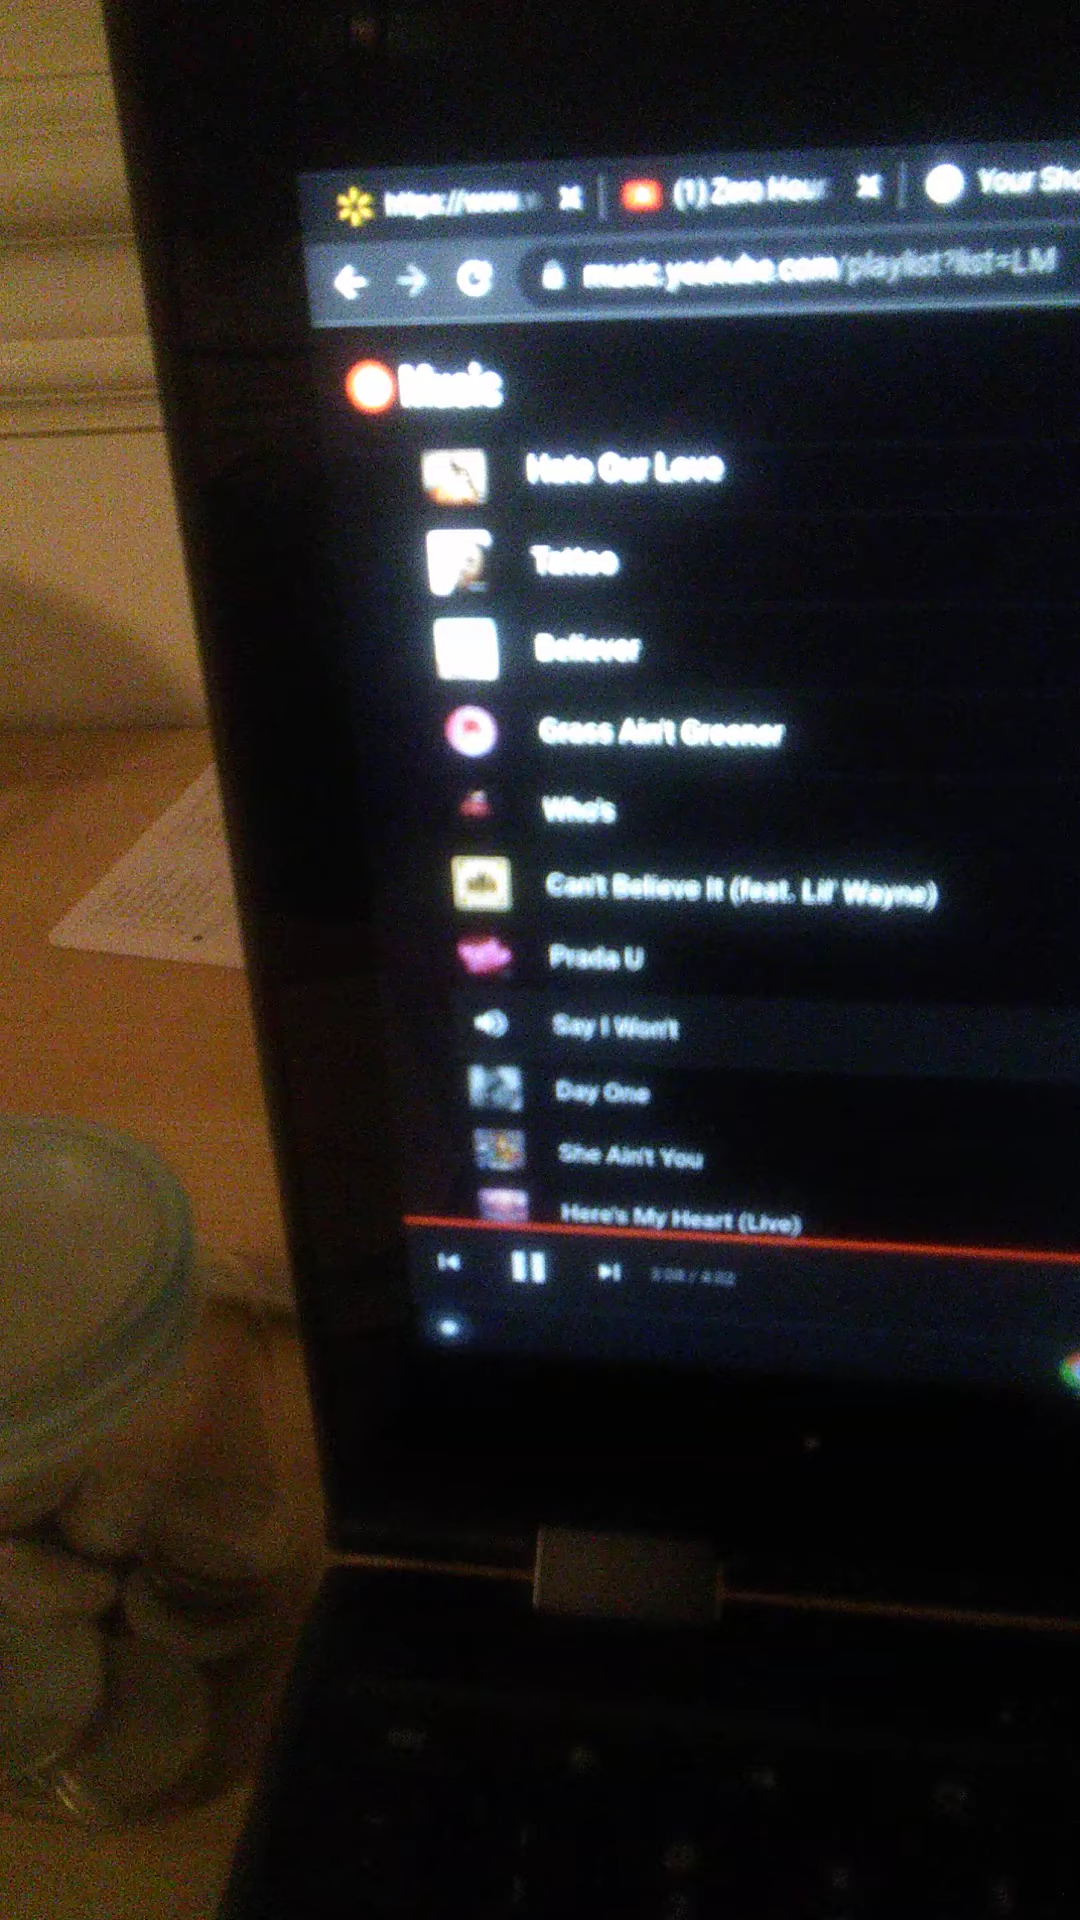 https://www. (1) Zero Hour Your Sho
music.youtube.com/playlist?list=LM
Music
Hate Our Love
Tattoo
Believer
Grass Ain't Greener
Who's
Can't Believe It (feat. Lil' Wayne)
Prada U
Say I Won't
Day One
She Ain't You
Here's My Heart (Live)